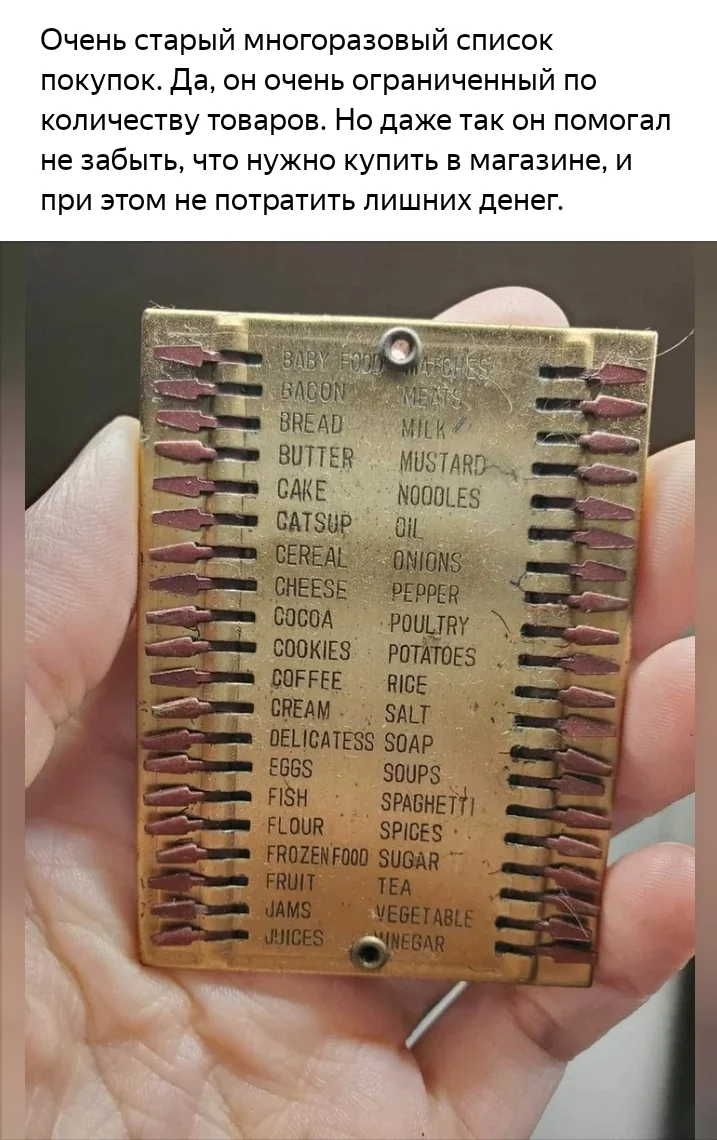 Очень старый многоразовый список
покупок. Да, он очень ограниченный по
количеству товаров. Но даже так он помогал
не забыть, что нужно купить в магазине, и
при этом не потратить лишних денег.
BABY FOOD MATCHES
BACON MEATS
BREAD MILK
BUTTER MUSTARD
CAKE NOODLES
CATSUP OIL
CEREAL ONIONS
CHEESE PEPPER
COCOA POULTRY
COOKIES POTATOES
COFFEE RICE
CREAM SALT
DELICATESS SOAP
EGGS SOUPS
FISH SPAGHETTI
FLOUR SPICES
FROZEN FOOD SUGAR
FRUIT TEA
JAMS VEGETABLE
JUICES VINEGAR